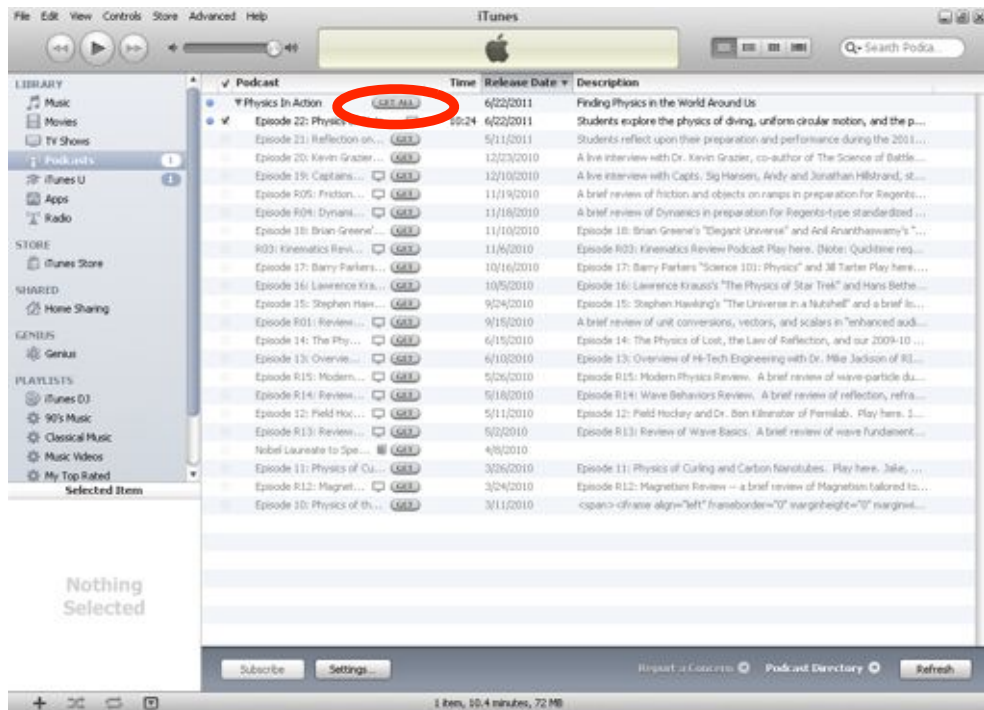 File Edit View Controls Store Advanced Help iTunes
Search Podca...
LIBRARY
Music
Movies
TV Shows
Podcasts 1
iTunes U 1
Apps
Radio
STORE
iTunes Store
SHARED
Home Sharing
GENIUS
Genius
PLAYLISTS
iTunes DJ
90's Music
Classical Music
Music Videos
My Top Rated
Selected Item
Nothing
Selected
Podcast Time Release Date Description
Physics In Action GET ALL 6/22/2011 Finding Physics in the World Around Us
Episode 22: Physics 10:24 6/22/2011 Students explore the physics of diving, uniform circular motion, and the p...
Episode 21: Reflection on... GET 5/11/2011 Students reflect upon their preparation and performance during the 2011...
Episode 20: Kevin Grazier... GET 12/23/2010 A live interview with Dr. Kevin Grazier, co-author of The Science of Battle...
Episode 19: Captains... GET 12/10/2010 A live interview with Capts. Sig Hansen, Andy and Jonathan Hillstrand, st...
Episode R05: Friction... GET 11/19/2010 A brief review of friction and objects on ramps in preparation for Regents...
Episode R04: Dynami... GET 11/18/2010 A brief review of Dynamics in preparation for Regents-type standardized ...
Episode 18: Brian Greene'... GET 11/10/2010 Episode 18: Brian Greene's "Elegant Universe" and Anil Ananthaswamy's "...
R03: Kinematics Revi... GET 11/6/2010 Episode R03: Kinematics Review Podcast Play here. (Note: Quicktime req...
Episode 17: Barry Parkers... GET 10/16/2010 Episode 17: Barry Parkers "Science 101: Physics" and Jill Tarter Play here....
Episode 16: Lawrence Kra... GET 10/5/2010 Episode 16: Lawrence Krauss's "The Physics of Star Trek" and Hans Bethe...
Episode 15: Stephen Haw... GET 9/24/2010 Episode 15: Stephen Hawking's "The Universe in a Nutshell" and a brief lo...
Episode R01: Review... GET 9/15/2010 A brief review of unit conversions, vectors, and scalars in "enhanced audi...
Episode 14: The Phy... GET 6/15/2010 Episode 14: The Physics of Lost, the Law of Reflection, and our 2009-10 ...
Episode 13: Overvie... GET 6/10/2010 Episode 13: Overview of Hi-Tech Engineering with Dr. Mike Jackson of RI...
Episode R15: Modern... GET 5/26/2010 Episode R15: Modern Physics Review. A brief review of wave-particle du...
Episode R14: Review... GET 5/18/2010 Episode R14: Wave Behaviors Review. A brief review of reflection, refra...
Episode 12: Field Hoc... GET 5/11/2010 Episode 12: Field Hockey and Dr. Ben Kilminster of Fermilab. Play here. J...
Episode R13: Review... GET 5/2/2010 Episode R13: Review of Wave Basics. A brief review of wave fundament...
Nobel Laureate to Spe... GET 4/8/2010
Episode 11: Physics of Cu... GET 3/26/2010 Episode 11: Physics of Curling and Carbon Nanotubes. Play here. Jake, ...
Episode R12: Magnet... GET 3/24/2010 Episode R12: Magnetism Review -- a brief review of Magnetism tailored to...
Episode 10: Physics of th... GET 3/11/2010 <span><iframe align="left" frameborder="0" marginheight="0" marginwi...
Subscribe Settings... Report a Concern Podcast Directory Refresh
1 item, 10.4 minutes, 72 MB